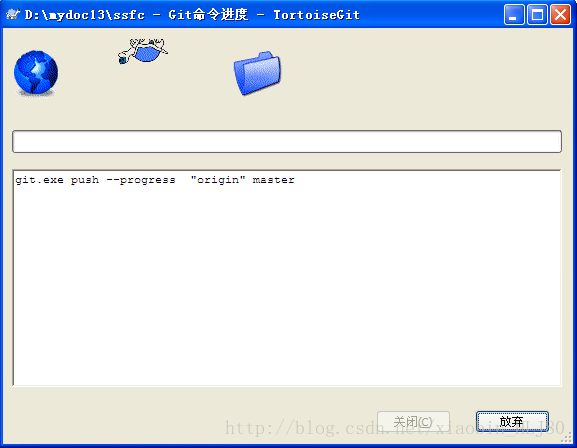 D:\mydoc13\ssfc - Git命令进度 - TortoiseGit
git.exe push --progress  "origin" master
关闭(C)
放弃